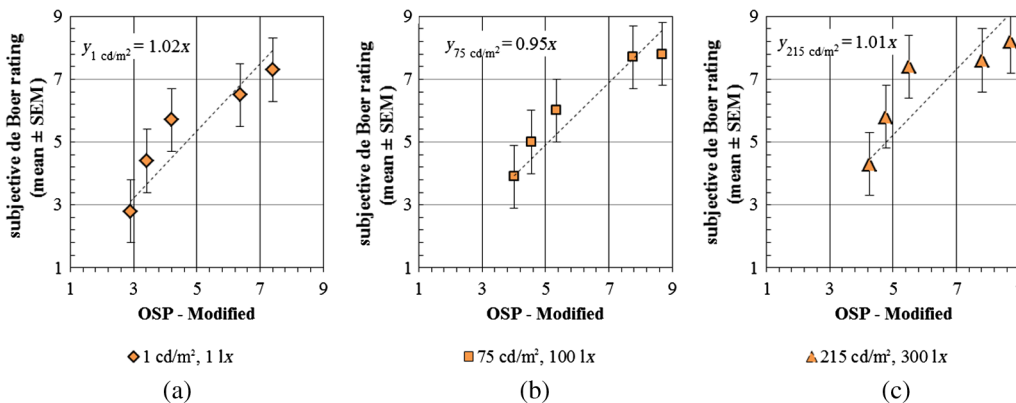 subjective de Boer rating
(mean ± SEM)
9
7
5
3
1
y1 cd/m² = 1.02x
1 3 5 7 9
OSP - Modified
1 cd/m², 1 lx
(a)
subjective de Boer rating
(mean ± SEM)
9
7
5
3
1
y75 cd/m² = 0.95x
1 3 5 7 9
OSP - Modified
75 cd/m², 100 lx
(b)
subjective de Boer rating
(mean ± SEM)
9
7
5
3
1
y215 cd/m² = 1.01x
1 3 5 7 9
OSP - Modified
215 cd/m², 300 lx
(c)